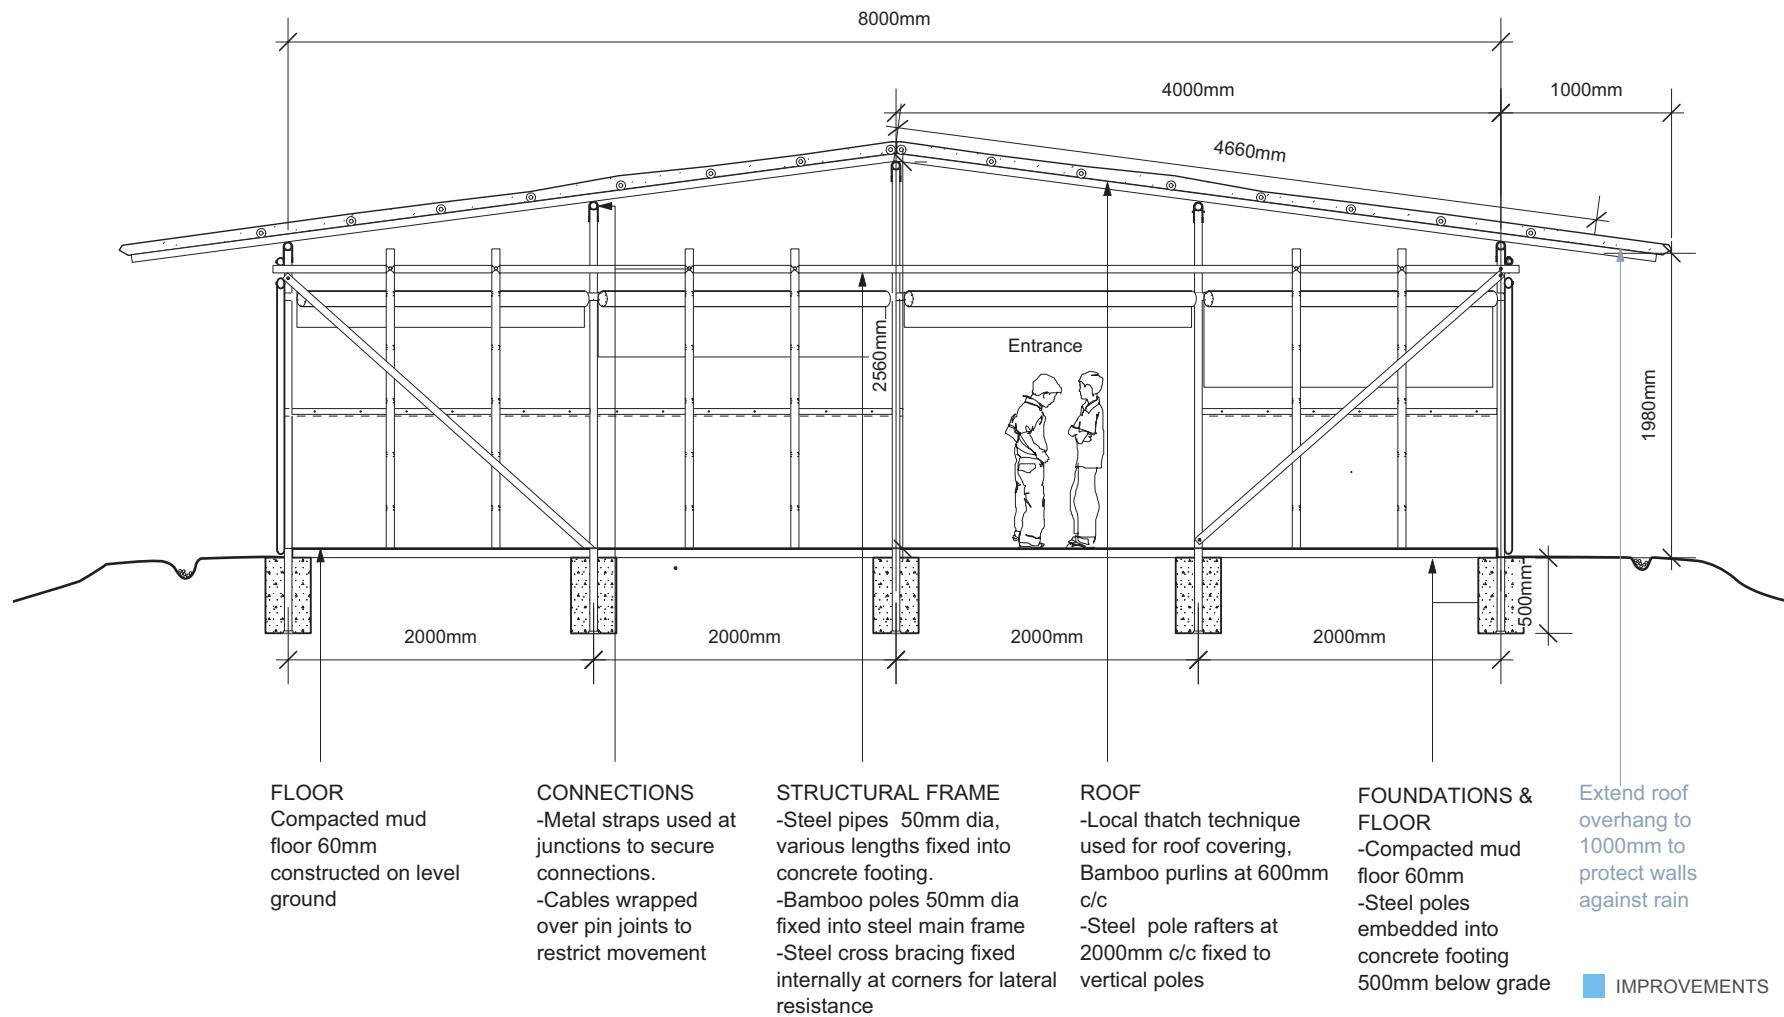 8000mm
4000mm
1000mm
4660mm
Entrance
2560mm
1980mm
500mm
2000mm
2000mm
2000mm
2000mm
FLOOR
Compacted mud
floor 60mm
constructed on level
ground
CONNECTIONS
-Metal straps used at
junctions to secure
connections.
-Cables wrapped
over pin joints to
restrict movement
STRUCTURAL FRAME
-Steel pipes 50mm dia,
various lengths fixed into
concrete footing.
-Bamboo poles 50mm dia
fixed into steel main frame
-Steel cross bracing fixed
internally at corners for lateral
resistance
ROOF
-Local thatch technique
used for roof covering,
Bamboo purlins at 600mm
c/c
-Steel pole rafters at
2000mm c/c fixed to
vertical poles
FOUNDATIONS &
FLOOR
-Compacted mud
floor 60mm
-Steel poles
embedded into
concrete footing
500mm below grade
Extend roof
overhang to
1000mm to
protect walls
against rain
IMPROVEMENTS